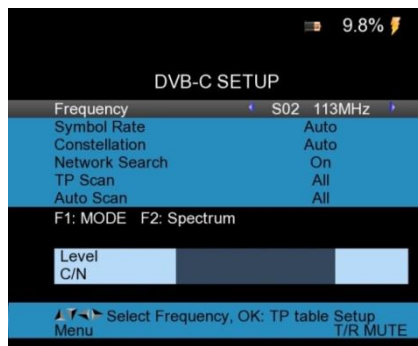 9.8%
DVB-C SETUP
Frequency S02 113MHz
Symbol Rate Auto
Constellation Auto
Network Search On
TP Scan All
Auto Scan All
F1: MODE F2: Spectrum
Level
C/N
Select Frequency, OK: TP table Setup
Menu T/R MUTE